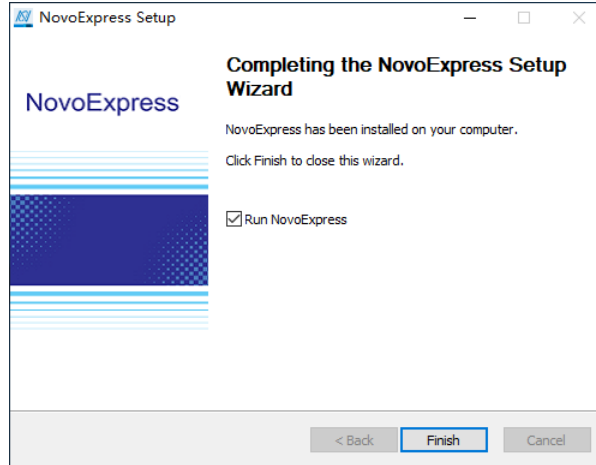 NovoExpress Setup
NovoExpress
Completing the NovoExpress Setup
Wizard
NovoExpress has been installed on your computer.
Click Finish to close this wizard.
Run NovoExpress
< Back
Finish
Cancel